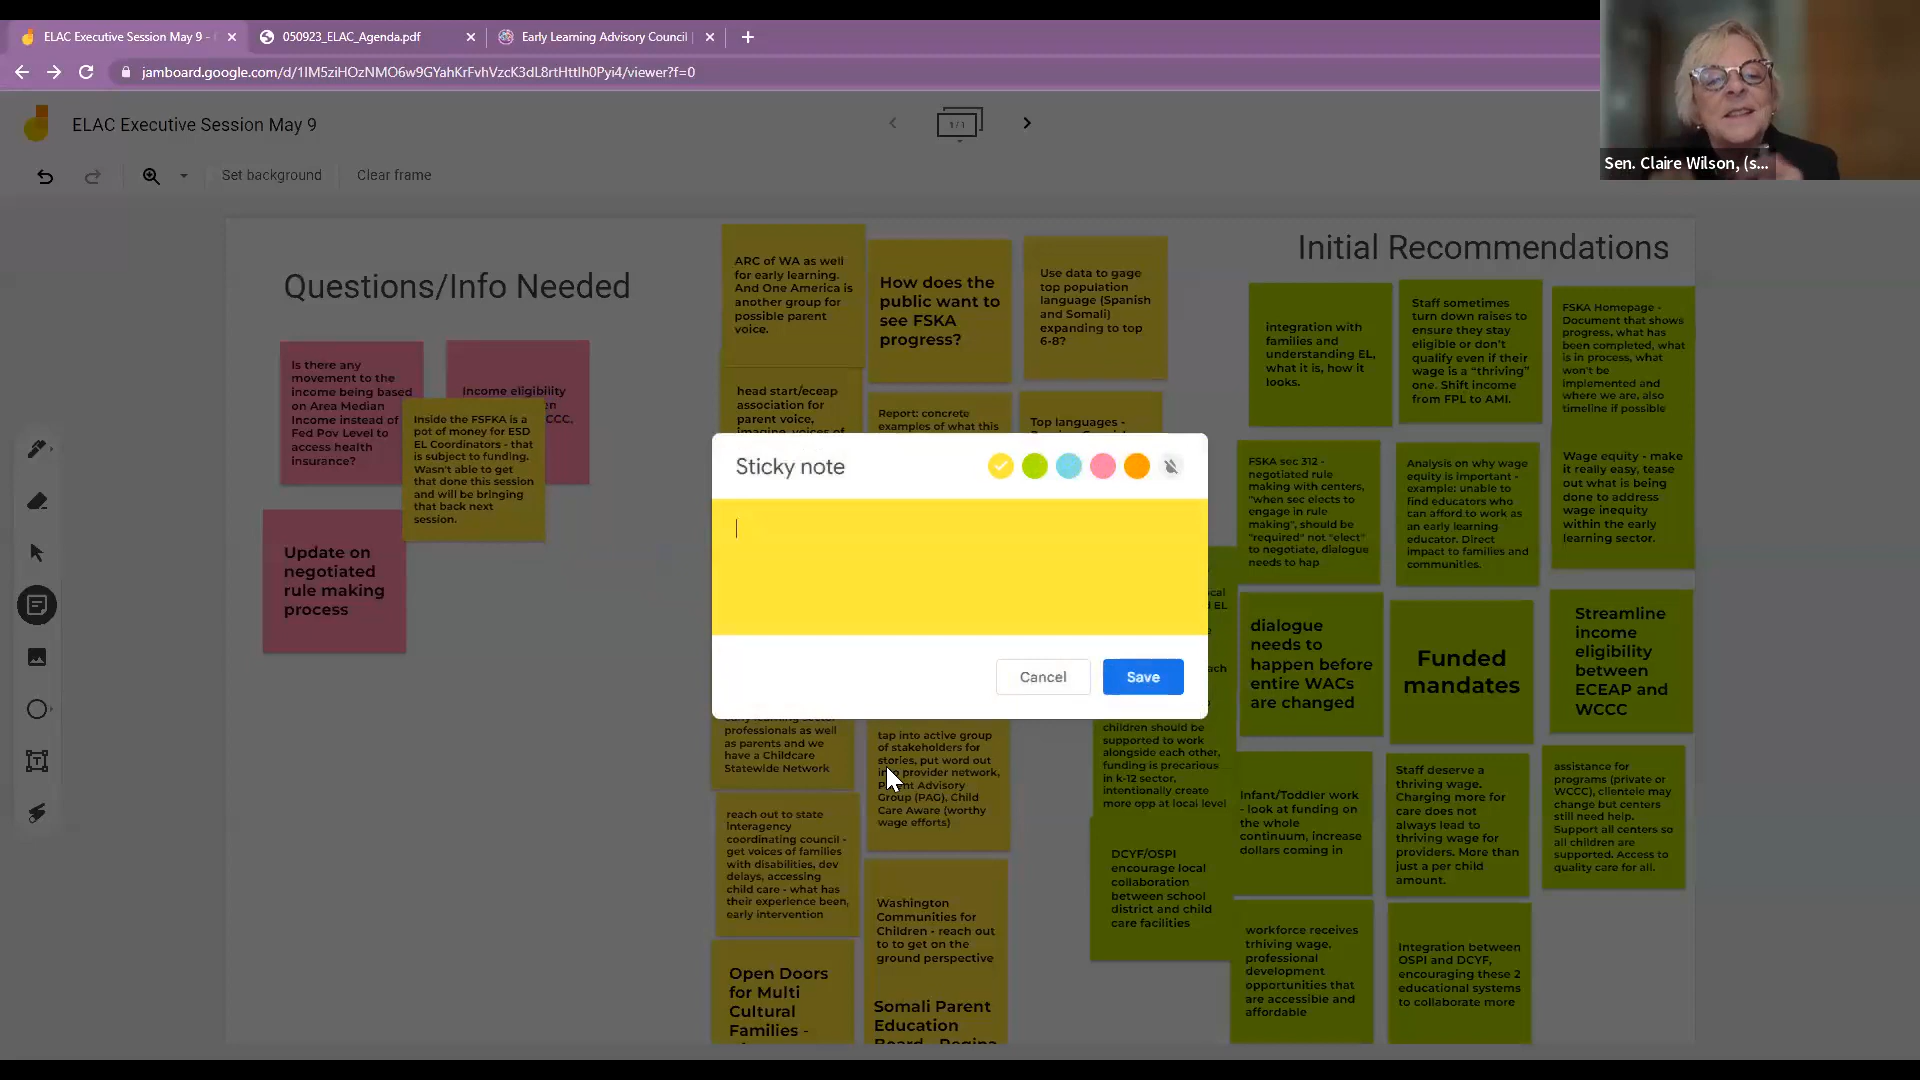 ELAC Executive Session May 9 -
050923_ELAC_Agenda.pdf
Early Learning Advisory Council
jamboard.google.com/d/1IM5ziHOzNMO6w9GYahKrFvhVzcK3dL8rtHttIh0Pyi4/viewer?f=0
Sen. Claire Wilson, (s...
ELAC Executive Session May 9
1/1
Set background
Clear frame
Questions/Info Needed
Is there any
movement to the
income being based
on Area Median
Income instead of
Fed Pov Level to
access health
insurance?
Income eligibility
CCC.
Inside the FSFKA is a
pot of money for ESD
EL Coordinators - that
is subject to funding.
Wasn't able to get
that done this session
and will be bringing
that back next
session.
Update on
negotiated
rule making
process
ARC of WA as well
for early learning.
And One America is
another group for
possible parent
voice.
How does the
public want to
see FSKA
progress?
Use data to gage
top population
language (Spanish
and Somali)
expanding to top
6-8?
head start/eceap
association for
parent voice,
imagine, voices of
Report: concrete
examples of what this
Top languages -
Sticky note
Cancel
Save
early learning sector
professionals as well
as parents and we
have a Childcare
Statewide Network
tap into active group
of stakeholders for
stories, put word out
into provider network,
Parent Advisory
Group (PAG), Child
Care Aware (worthy
wage efforts)
reach out to state
interagency
coordinating council -
get voices of families
with disabilities, dev
delays, accessing
child care - what has
their experience been,
early intervention
Washington
Communities for
Children - reach out
to to get on the
ground perspective
Open Doors
for Multi
Cultural
Families -
Somali Parent
Education
Board - Regina
Initial Recommendations
integration with
families and
understanding EL,
what it is, how it
looks.
Staff sometimes
turn down raises to
ensure they stay
eligible or don't
qualify even if their
wage is a "thriving"
one. Shift income
from FPL to AMI.
FSKA Homepage -
Document that shows
progress, what has
been completed, what
is in process, what
won't be
implemented and
where we are, also
timeline if possible
FSKA sec 312 -
negotiated rule
making with centers,
"when sec elects to
engage in rule
making", should be
"required" not "elect"
to negotiate, dialogue
needs to hap
Analysis on why wage
equity is important -
example: unable to
find educators who
can afford to work as
an early learning
educator. Direct
impact to families and
communities.
Wage equity - make
it really easy, tease
out what is being
done to address
wage inequity
within the early
learning sector.
EL
children should be
supported to work
alongside each other,
funding is precarious
in k-12 sector,
intentionally create
more opp at local level
dialogue
needs to
happen before
entire WACs
are changed
Funded
mandates
Streamline
income
eligibility
between
ECEAP and
WCCC
Infant/Toddler work
- look at funding on
the whole
continuum, increase
dollars coming in
Staff deserve a
thriving wage.
Charging more for
care does not
always lead to
thriving wage for
providers. More than
just a per child
amount.
assistance for
programs (private or
WCCC), clientele may
change but centers
still need help.
Support all centers so
all children are
supported. Access to
quality care for all.
DCYF/OSPI
encourage local
collaboration
between school
district and child
care facilities
workforce receives
trhiving wage,
professional
development
opportunities that
are accessible and
affordable
Integration between
OSPI and DCYF,
encouraging these 2
educational systems
to collaborate more